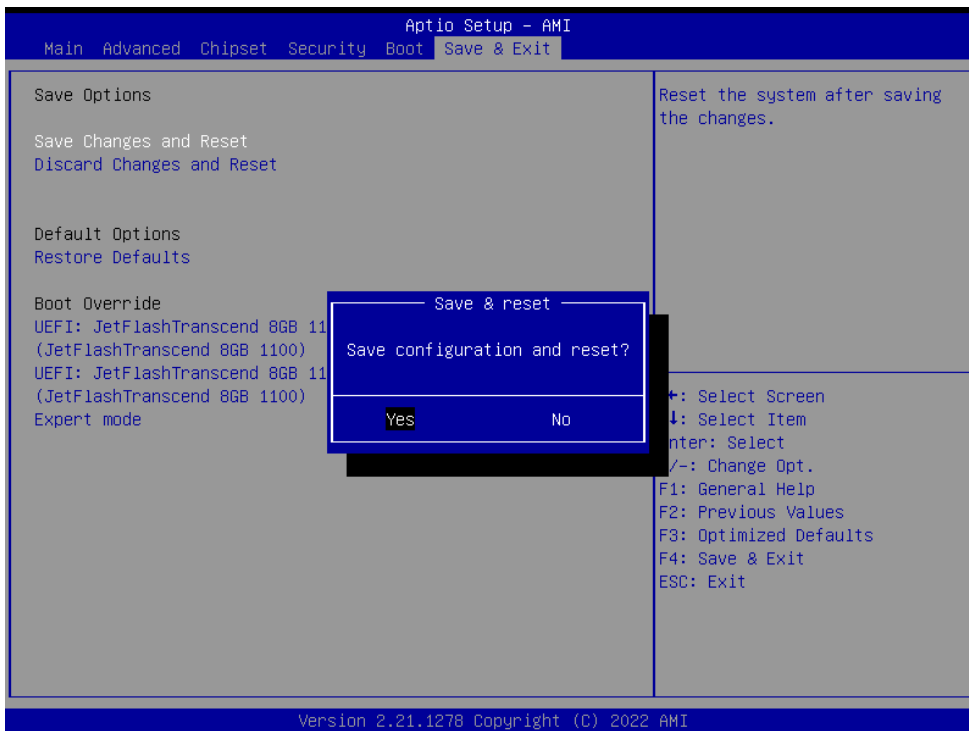 Aptio Setup – AMI
Main Advanced Chipset Security Boot Save & Exit
Save Options
Save Changes and Reset
Discard Changes and Reset
Default Options
Restore Defaults
Boot Override
UEFI: JetFlashTranscend 8GB 11
(JetFlashTranscend 8GB 1100)
UEFI: JetFlashTranscend 8GB 11
(JetFlashTranscend 8GB 1100)
Expert mode
Save & reset
Save configuration and reset?
Yes No
Reset the system after saving
the changes.
←: Select Screen
↓: Select Item
nter: Select
/–: Change Opt.
F1: General Help
F2: Previous Values
F3: Optimized Defaults
F4: Save & Exit
ESC: Exit
Version 2.21.1278 Copyright (C) 2022 AMI